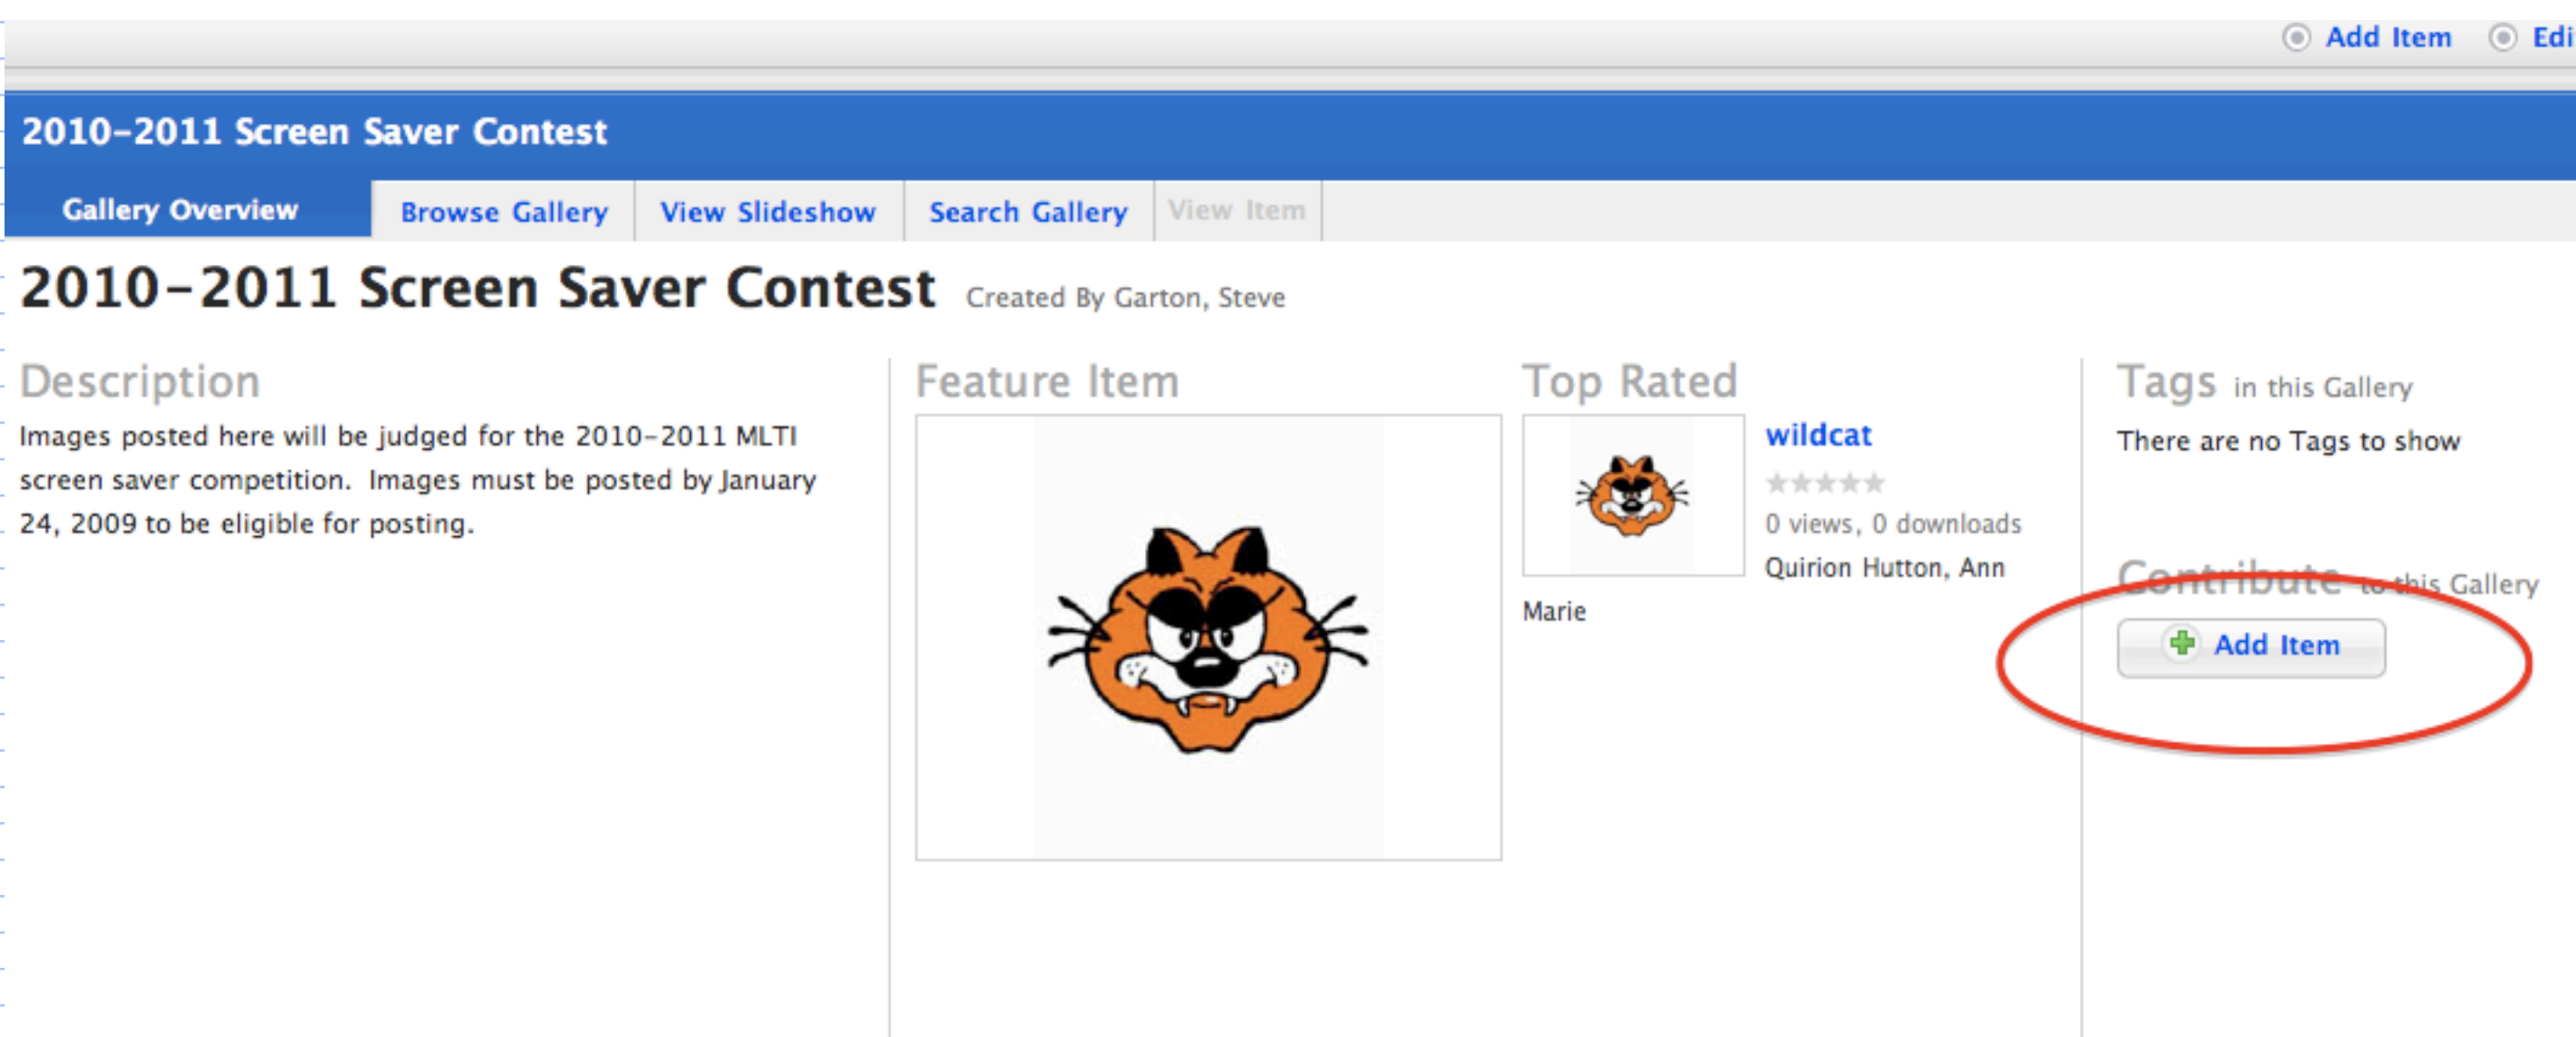 Add Item Edi
2010-2011 Screen Saver Contest
Gallery Overview Browse Gallery View Slideshow Search Gallery View Item
2010-2011 Screen Saver Contest Created By Garton, Steve
Description
Images posted here will be judged for the 2010-2011 MLTI
screen saver competition. Images must be posted by January
24, 2009 to be eligible for posting.
Feature Item
Top Rated
wildcat
0 views, 0 downloads
Quirion Hutton, Ann
Marie
Tags in this Gallery
There are no Tags to show
Contribute to this Gallery
Add Item